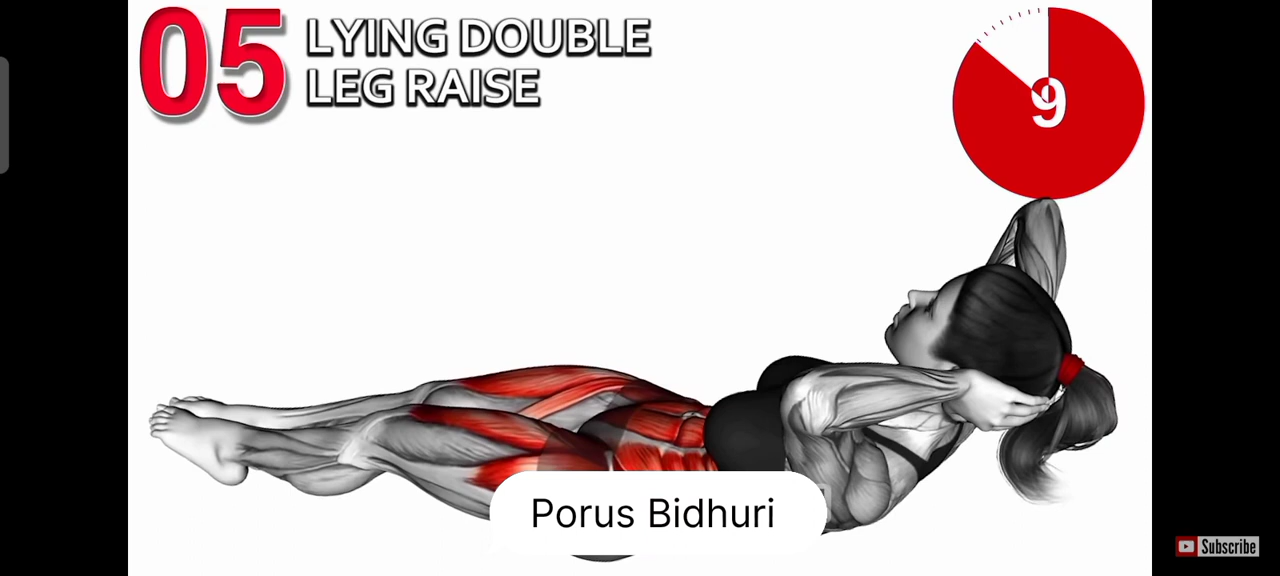 05
LYING DOUBLE
LEG RAISE
9
Porus Bidhuri
Subscribe